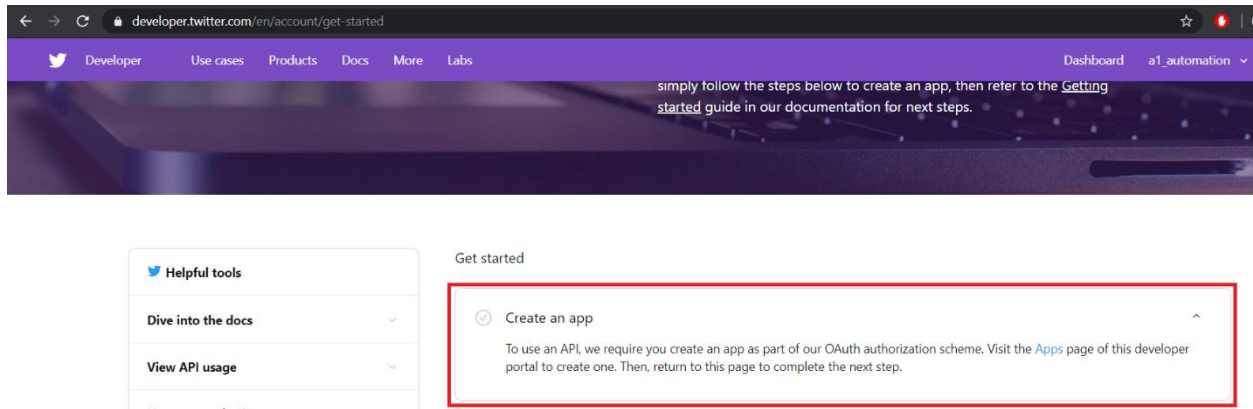 developer.twitter.com/en/account/get-started
Developer Use cases Products Docs More Labs Dashboard a1_automation
simply follow the steps below to create an app, then refer to the Getting
started guide in our documentation for next steps.
Get started
Helpful tools
Dive into the docs
View API usage
Create an app
To use an API, we require you create an app as part of our OAuth authorization scheme. Visit the Apps page of this developer
portal to create one. Then, return to this page to complete the next step.